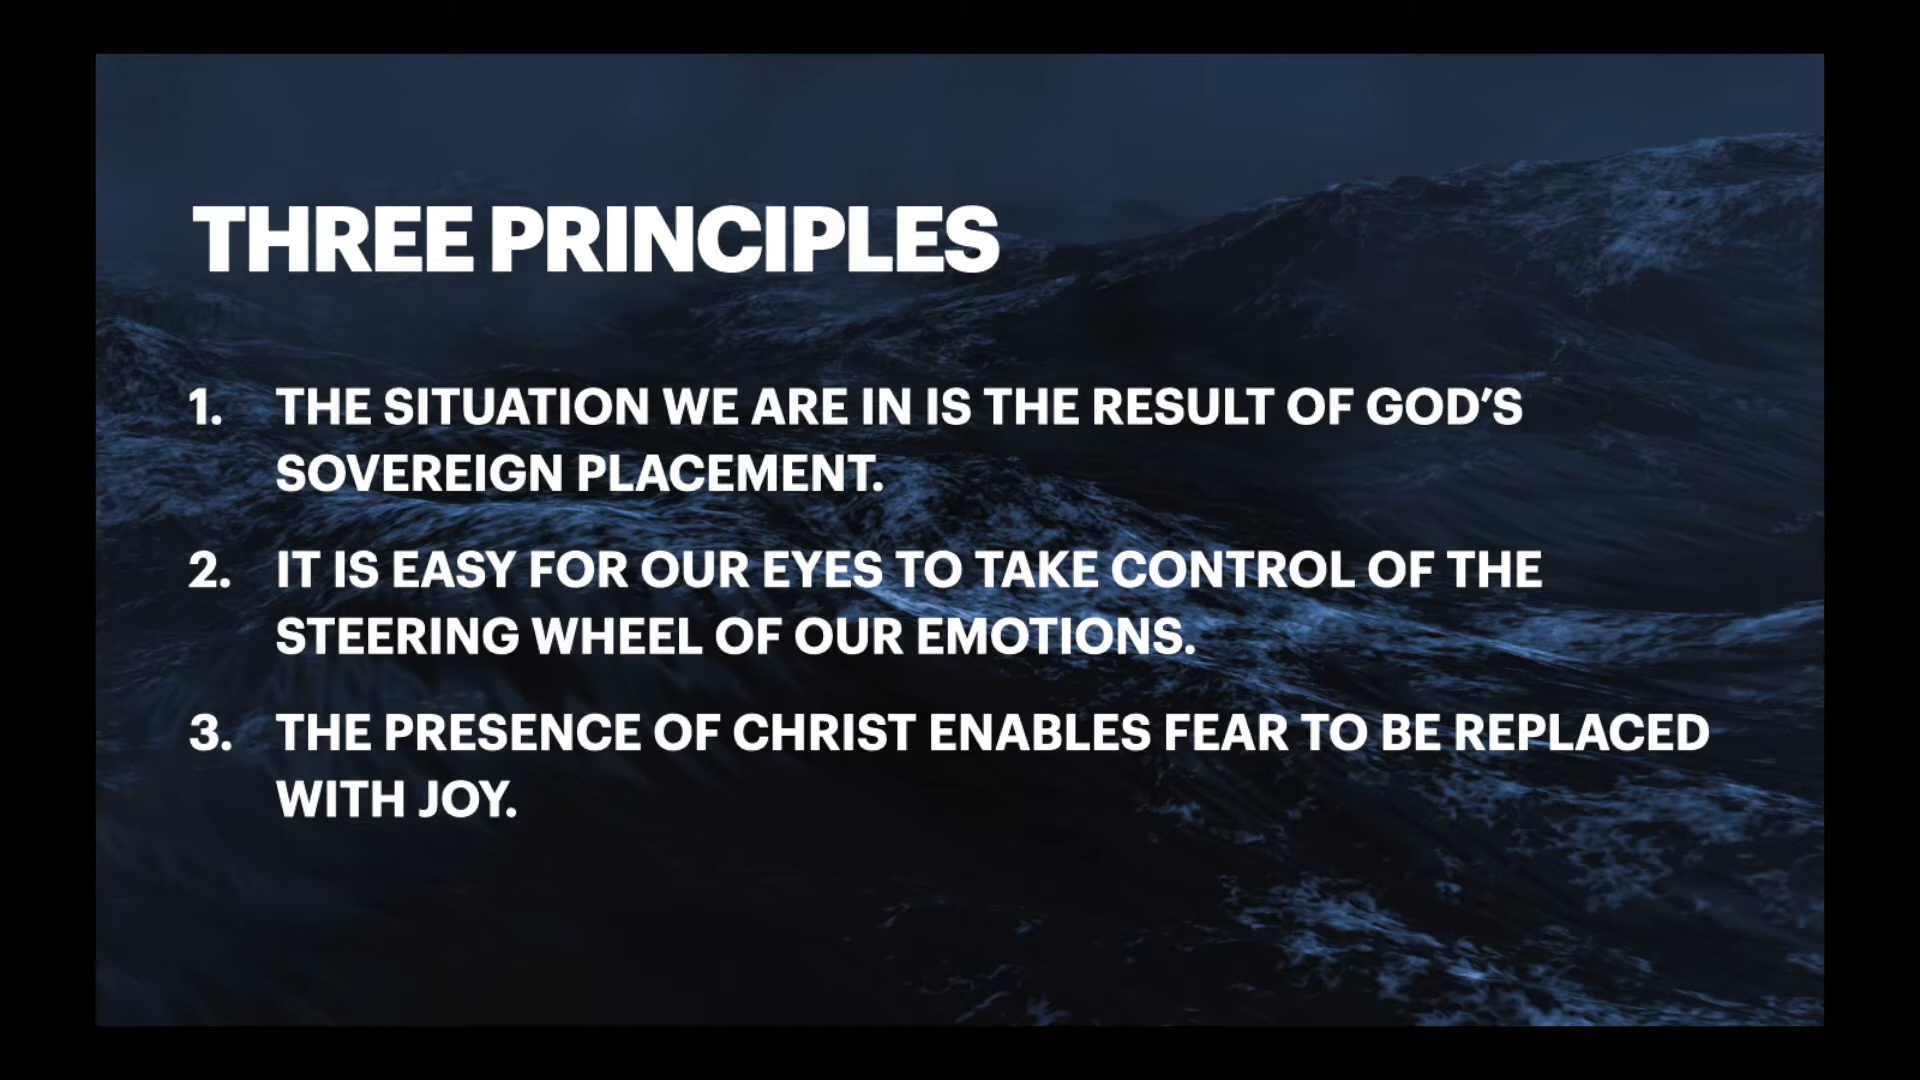 THREE PRINCIPLES
1. THE SITUATION WE ARE IN IS THE RESULT OF GOD’S
SOVEREIGN PLACEMENT.
2. IT IS EASY FOR OUR EYES TO TAKE CONTROL OF THE
STEERING WHEEL OF OUR EMOTIONS.
3. THE PRESENCE OF CHRIST ENABLES FEAR TO BE REPLACED
WITH JOY.